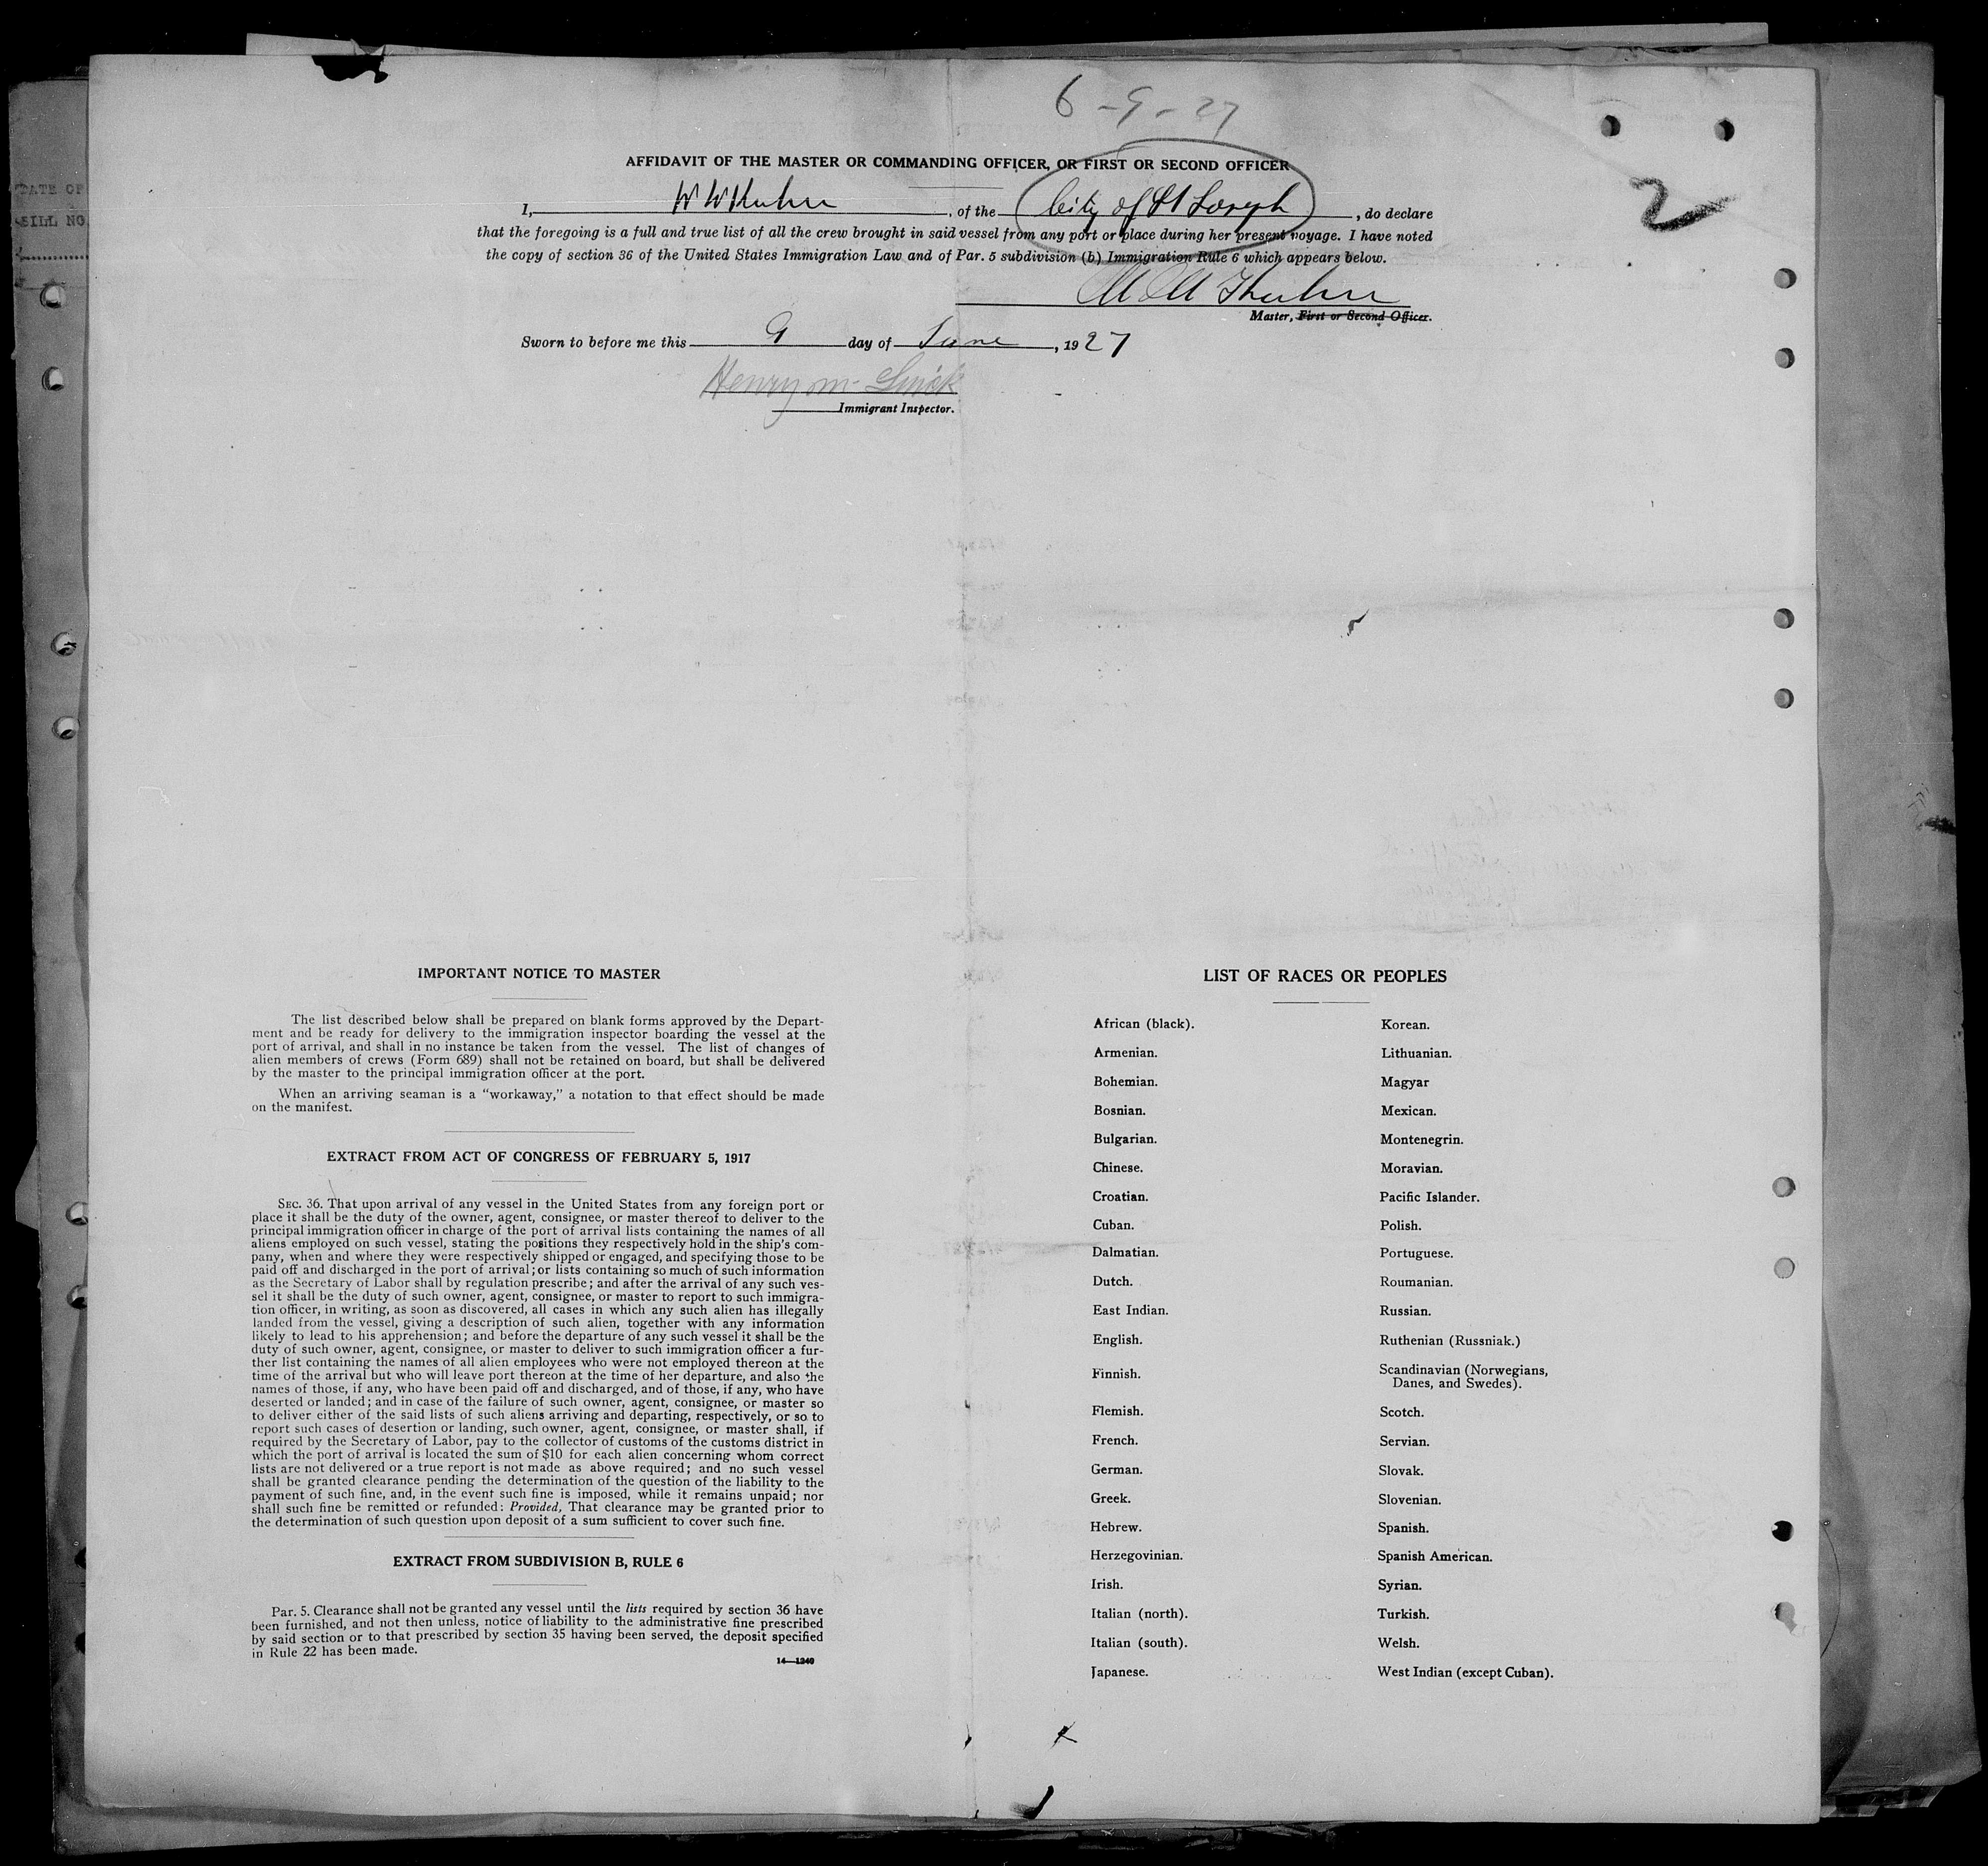 6-9-27
AFFIDAVIT OF THE MASTER OR COMMANDING OFFICER, OR FIRST OR SECOND OFFICER
2
I, W W Kuhn, of the City of St Joseph, do declare
that the foregoing is a full and true list of all the crew brought in said vessel from any port or place during her present voyage. I have noted
the copy of section 36 of the United States Immigration Law and of Par. 5 subdivision (b) Immigration Rule 6 which appears below.
Kuhn
Master, First or Second Officer.
Sworn to before me this 9 day of June, 1927
Henry m
Immigrant Inspector.
DATE OF
BILL NO.
IMPORTANT NOTICE TO MASTER
The list described below shall be prepared on blank forms approved by the Depart-
ment and be ready for delivery to the immigration inspector boarding the vessel at the
port of arrival, and shall in no instance be taken from the vessel. The list of changes of
alien members of crews (Form 689) shall not be retained on board, but shall be delivered
by the master to the principal immigration officer at the port.
When an arriving seaman is a "workaway," a notation to that effect should be made
on the manifest.
EXTRACT FROM ACT OF CONGRESS OF FEBRUARY 5, 1917
SEC. 36. That upon arrival of any vessel in the United States from any foreign port or
place it shall be the duty of the owner, agent, consignee, or master thereof to deliver to the
principal immigration officer in charge of the port of arrival lists containing the names of all
aliens employed on such vessel, stating the positions they respectively hold in the ship's com-
pany, when and where they were respectively shipped or engaged, and specifying those to be
paid off and discharged in the port of arrival; or lists containing so much of such information
as the Secretary of Labor shall by regulation prescribe; and after the arrival of any such ves-
sel it shall be the duty of such owner, agent, consignee, or master to report to such immigra-
tion officer, in writing, as soon as discovered, all cases in which any such alien has illegally
landed from the vessel, giving a description of such alien, together with any information
likely to lead to his apprehension; and before the departure of any such vessel it shall be the
duty of such owner, agent, consignee, or master to deliver to such immigration officer a fur-
ther list containing the names of all alien employees who were not employed thereon at the
time of the arrival but who will leave port thereon at the time of her departure, and also the
names of those, if any, who have been paid off and discharged, and of those, if any, who have
deserted or landed; and in case of the failure of such owner, agent, consignee, or master so
to deliver either of the said lists of such aliens arriving and departing, respectively, or so to
report such cases of desertion or landing, such owner, agent, consignee, or master shall, if
required by the Secretary of Labor, pay to the collector of customs of the customs district in
which the port of arrival is located the sum of $10 for each alien concerning whom correct
lists are not delivered or a true report is not made as above required; and no such vessel
shall be granted clearance pending the determination of the question of the liability to the
payment of such fine, and, in the event such fine is imposed, while it remains unpaid; nor
shall such fine be remitted or refunded: Provided, That clearance may be granted prior to
the determination of such question upon deposit of a sum sufficient to cover such fine.
EXTRACT FROM SUBDIVISION B, RULE 6
Par. 5. Clearance shall not be granted any vessel until the lists required by section 36 have
been furnished, and not then unless, notice of liability to the administrative fine prescribed
by said section or to that prescribed by section 35 having been served, the deposit specified
in Rule 22 has been made.
14—1240
LIST OF RACES OR PEOPLES
African (black).
Armenian.
Bohemian.
Bosnian.
Bulgarian.
Chinese.
Croatian.
Cuban.
Dalmatian.
Dutch.
East Indian.
English.
Finnish.
Flemish.
French.
German.
Greek.
Hebrew.
Herzegovinian.
Irish.
Italian (north).
Italian (south).
Japanese.
Korean.
Lithuanian.
Magyar
Mexican.
Montenegrin.
Moravian.
Pacific Islander.
Polish.
Portuguese.
Roumanian.
Russian.
Ruthenian (Russniak.)
Scandinavian (Norwegians,
Danes, and Swedes).
Scotch.
Servian.
Slovak.
Slovenian.
Spanish.
Spanish American.
Syrian.
Turkish.
Welsh.
West Indian (except Cuban).